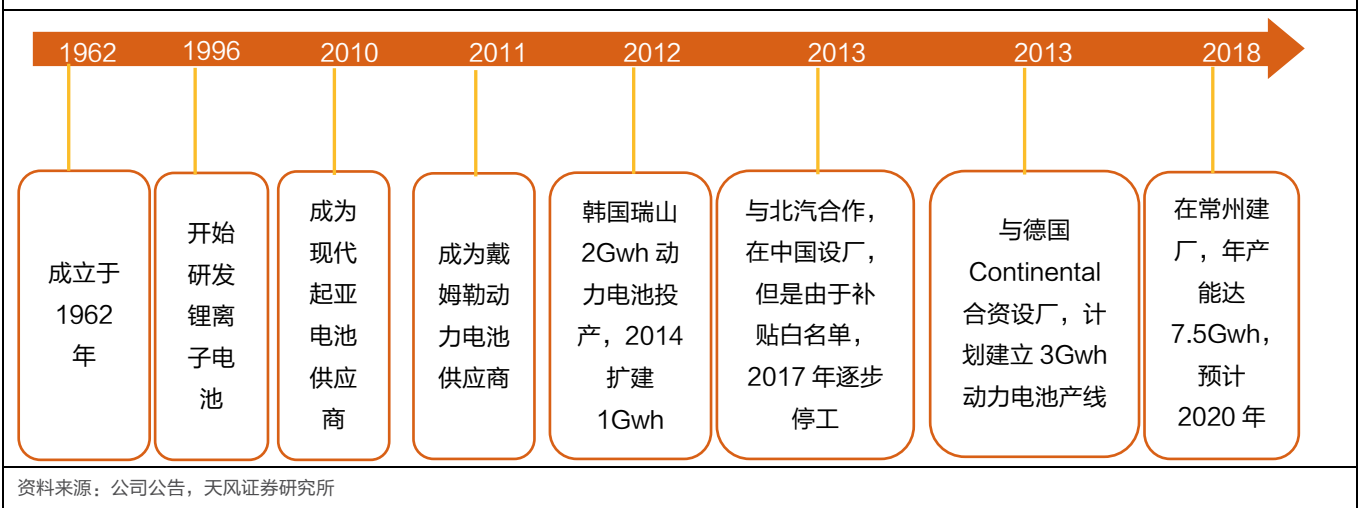 1962
1996
2010
2011
2012
2013
2013
2018
成立于
1962
年
开始
研发
锂离
子电
池
成为
现代
起亚
电池
供应
商
成为戴
姆勒动
力电池
供应商
韩国瑞山
2Gwh 动
力电池投
产，2014
扩建
1Gwh
与北汽合作，
在中国设厂，
但是由于补
贴白名单，
2017 年逐步
停工
与德国
Continental
合资设厂，计
划建立 3Gwh
动力电池产线
在常州建
厂，年产
能达
7.5Gwh，
预计
2020 年
资料来源：公司公告，天风证券研究所